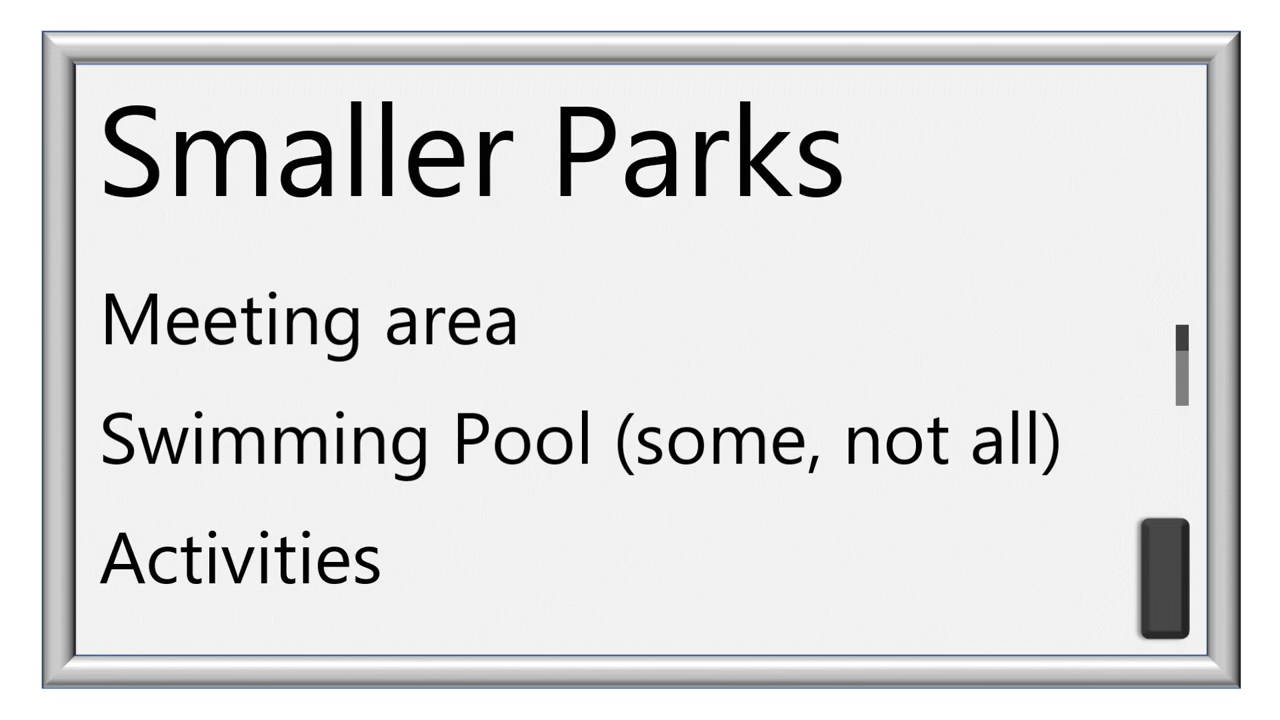 Smaller Parks
Meeting area
Swimming Pool (some, not all)
Activities